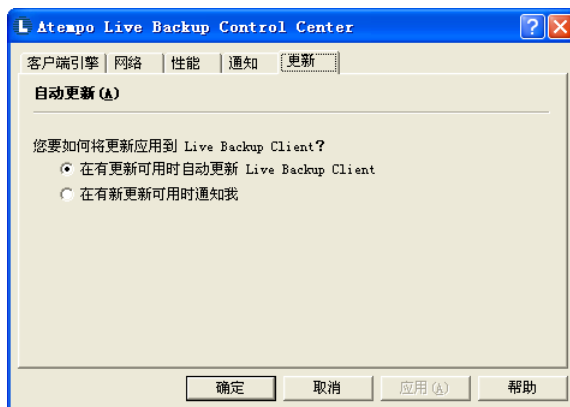 Atempo Live Backup Control Center
客户端引擎 网络 性能 通知 更新
自动更新(A)
您要如何将更新应用到 Live Backup Client?
在有更新可用时自动更新 Live Backup Client
在有新更新可用时通知我
确定 取消 应用(A) 帮助